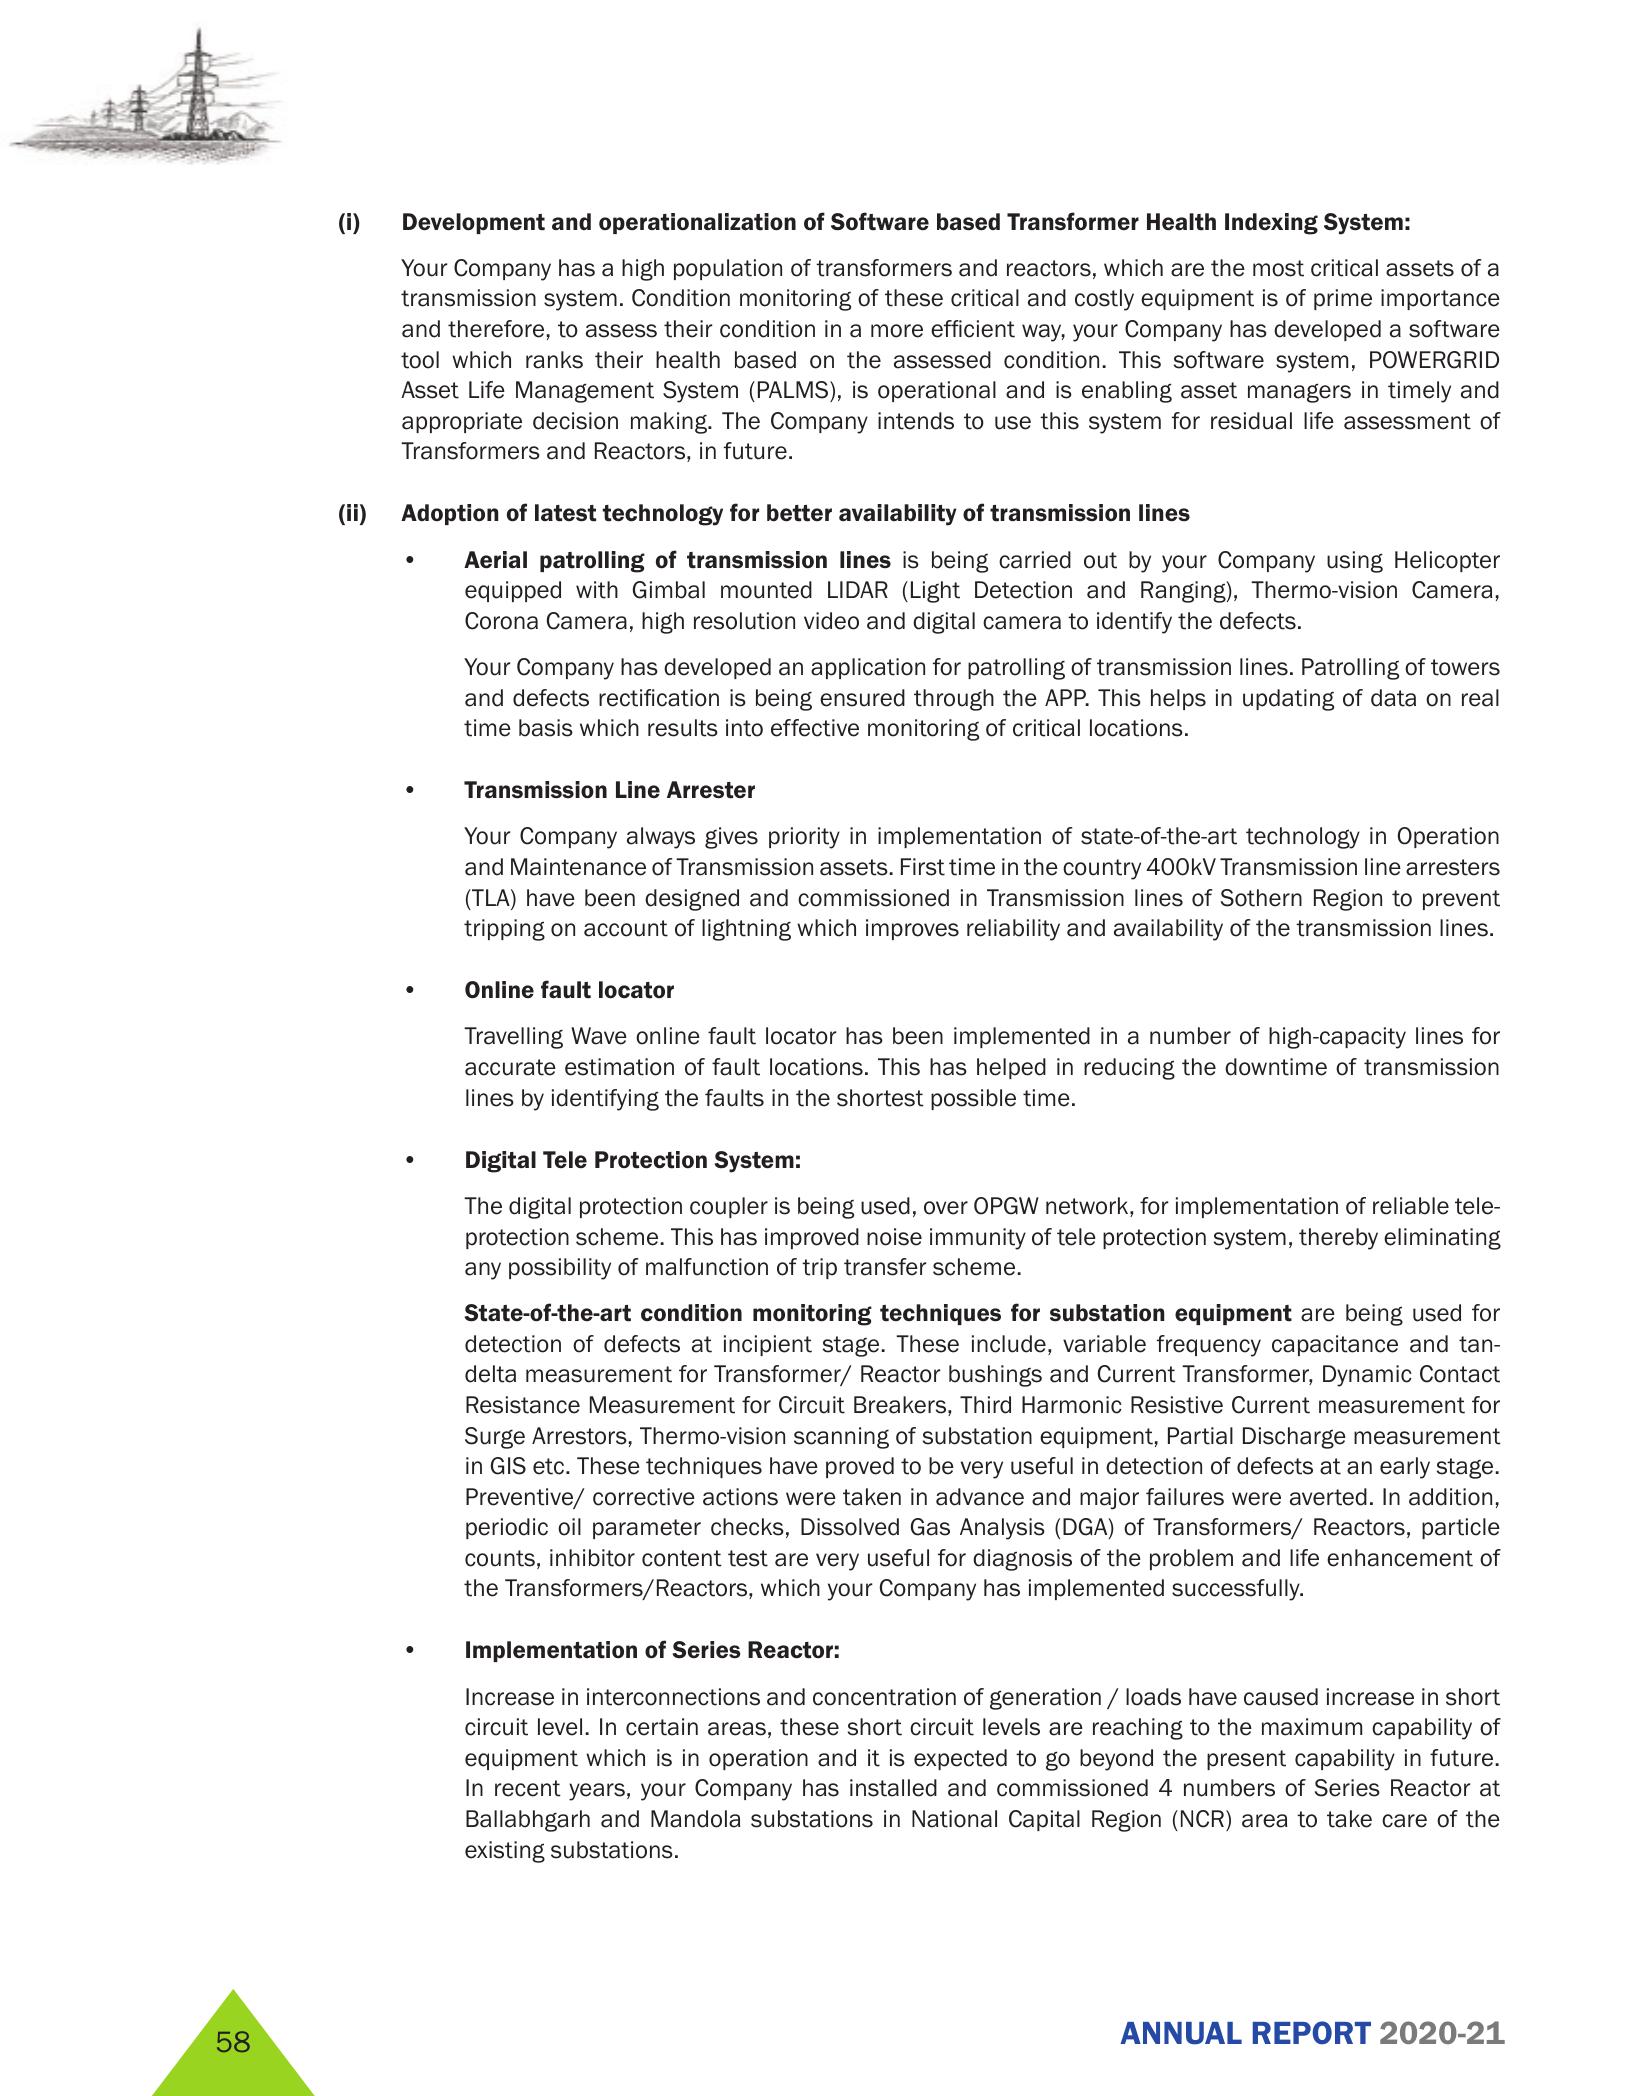 (i) Development and operationalization of Software based Transformer Health Indexing System:
Your Company has a high population of transformers and reactors, which are the most critical assets of a
transmission system. Condition monitoring of these critical and costly equipment is of prime importance
and therefore, to assess their condition in a more efficient way, your Company has developed a software
tool which ranks their health based on the assessed condition. This software system, POWERGRID
Asset Life Management System (PALMS), is operational and is enabling asset managers in timely and
appropriate decision making. The Company intends to use this system for residual life assessment of
Transformers and Reactors, in future.
(ii) Adoption of latest technology for better availability of transmission lines
• Aerial patrolling of transmission lines is being carried out by your Company using Helicopter
equipped with Gimbal mounted LIDAR (Light Detection and Ranging), Thermo-vision Camera,
Corona Camera, high resolution video and digital camera to identify the defects.
Your Company has developed an application for patrolling of transmission lines. Patrolling of towers
and defects rectification is being ensured through the APP. This helps in updating of data on real
time basis which results into effective monitoring of critical locations.
• Transmission Line Arrester
Your Company always gives priority in implementation of state-of-the-art technology in Operation
and Maintenance of Transmission assets. First time in the country 400kV Transmission line arresters
(TLA) have been designed and commissioned in Transmission lines of Sothern Region to prevent
tripping on account of lightning which improves reliability and availability of the transmission lines.
• Online fault locator
Travelling Wave online fault locator has been implemented in a number of high-capacity lines for
accurate estimation of fault locations. This has helped in reducing the downtime of transmission
lines by identifying the faults in the shortest possible time.
• Digital Tele Protection System:
The digital protection coupler is being used, over OPGW network, for implementation of reliable tele-
protection scheme. This has improved noise immunity of tele protection system, thereby eliminating
any possibility of malfunction of trip transfer scheme.
State-of-the-art condition monitoring techniques for substation equipment are being used for
detection of defects at incipient stage. These include, variable frequency capacitance and tan-
delta measurement for Transformer/ Reactor bushings and Current Transformer, Dynamic Contact
Resistance Measurement for Circuit Breakers, Third Harmonic Resistive Current measurement for
Surge Arrestors, Thermo-vision scanning of substation equipment, Partial Discharge measurement
in GIS etc. These techniques have proved to be very useful in detection of defects at an early stage.
Preventive/ corrective actions were taken in advance and major failures were averted. In addition,
periodic oil parameter checks, Dissolved Gas Analysis (DGA) of Transformers/ Reactors, particle
counts, inhibitor content test are very useful for diagnosis of the problem and life enhancement of
the Transformers/Reactors, which your Company has implemented successfully.
• Implementation of Series Reactor:
Increase in interconnections and concentration of generation / loads have caused increase in short
circuit level. In certain areas, these short circuit levels are reaching to the maximum capability of
equipment which is in operation and it is expected to go beyond the present capability in future.
In recent years, your Company has installed and commissioned 4 numbers of Series Reactor at
Ballabhgarh and Mandola substations in National Capital Region (NCR) area to take care of the
existing substations.
58
ANNUAL REPORT 2020-21